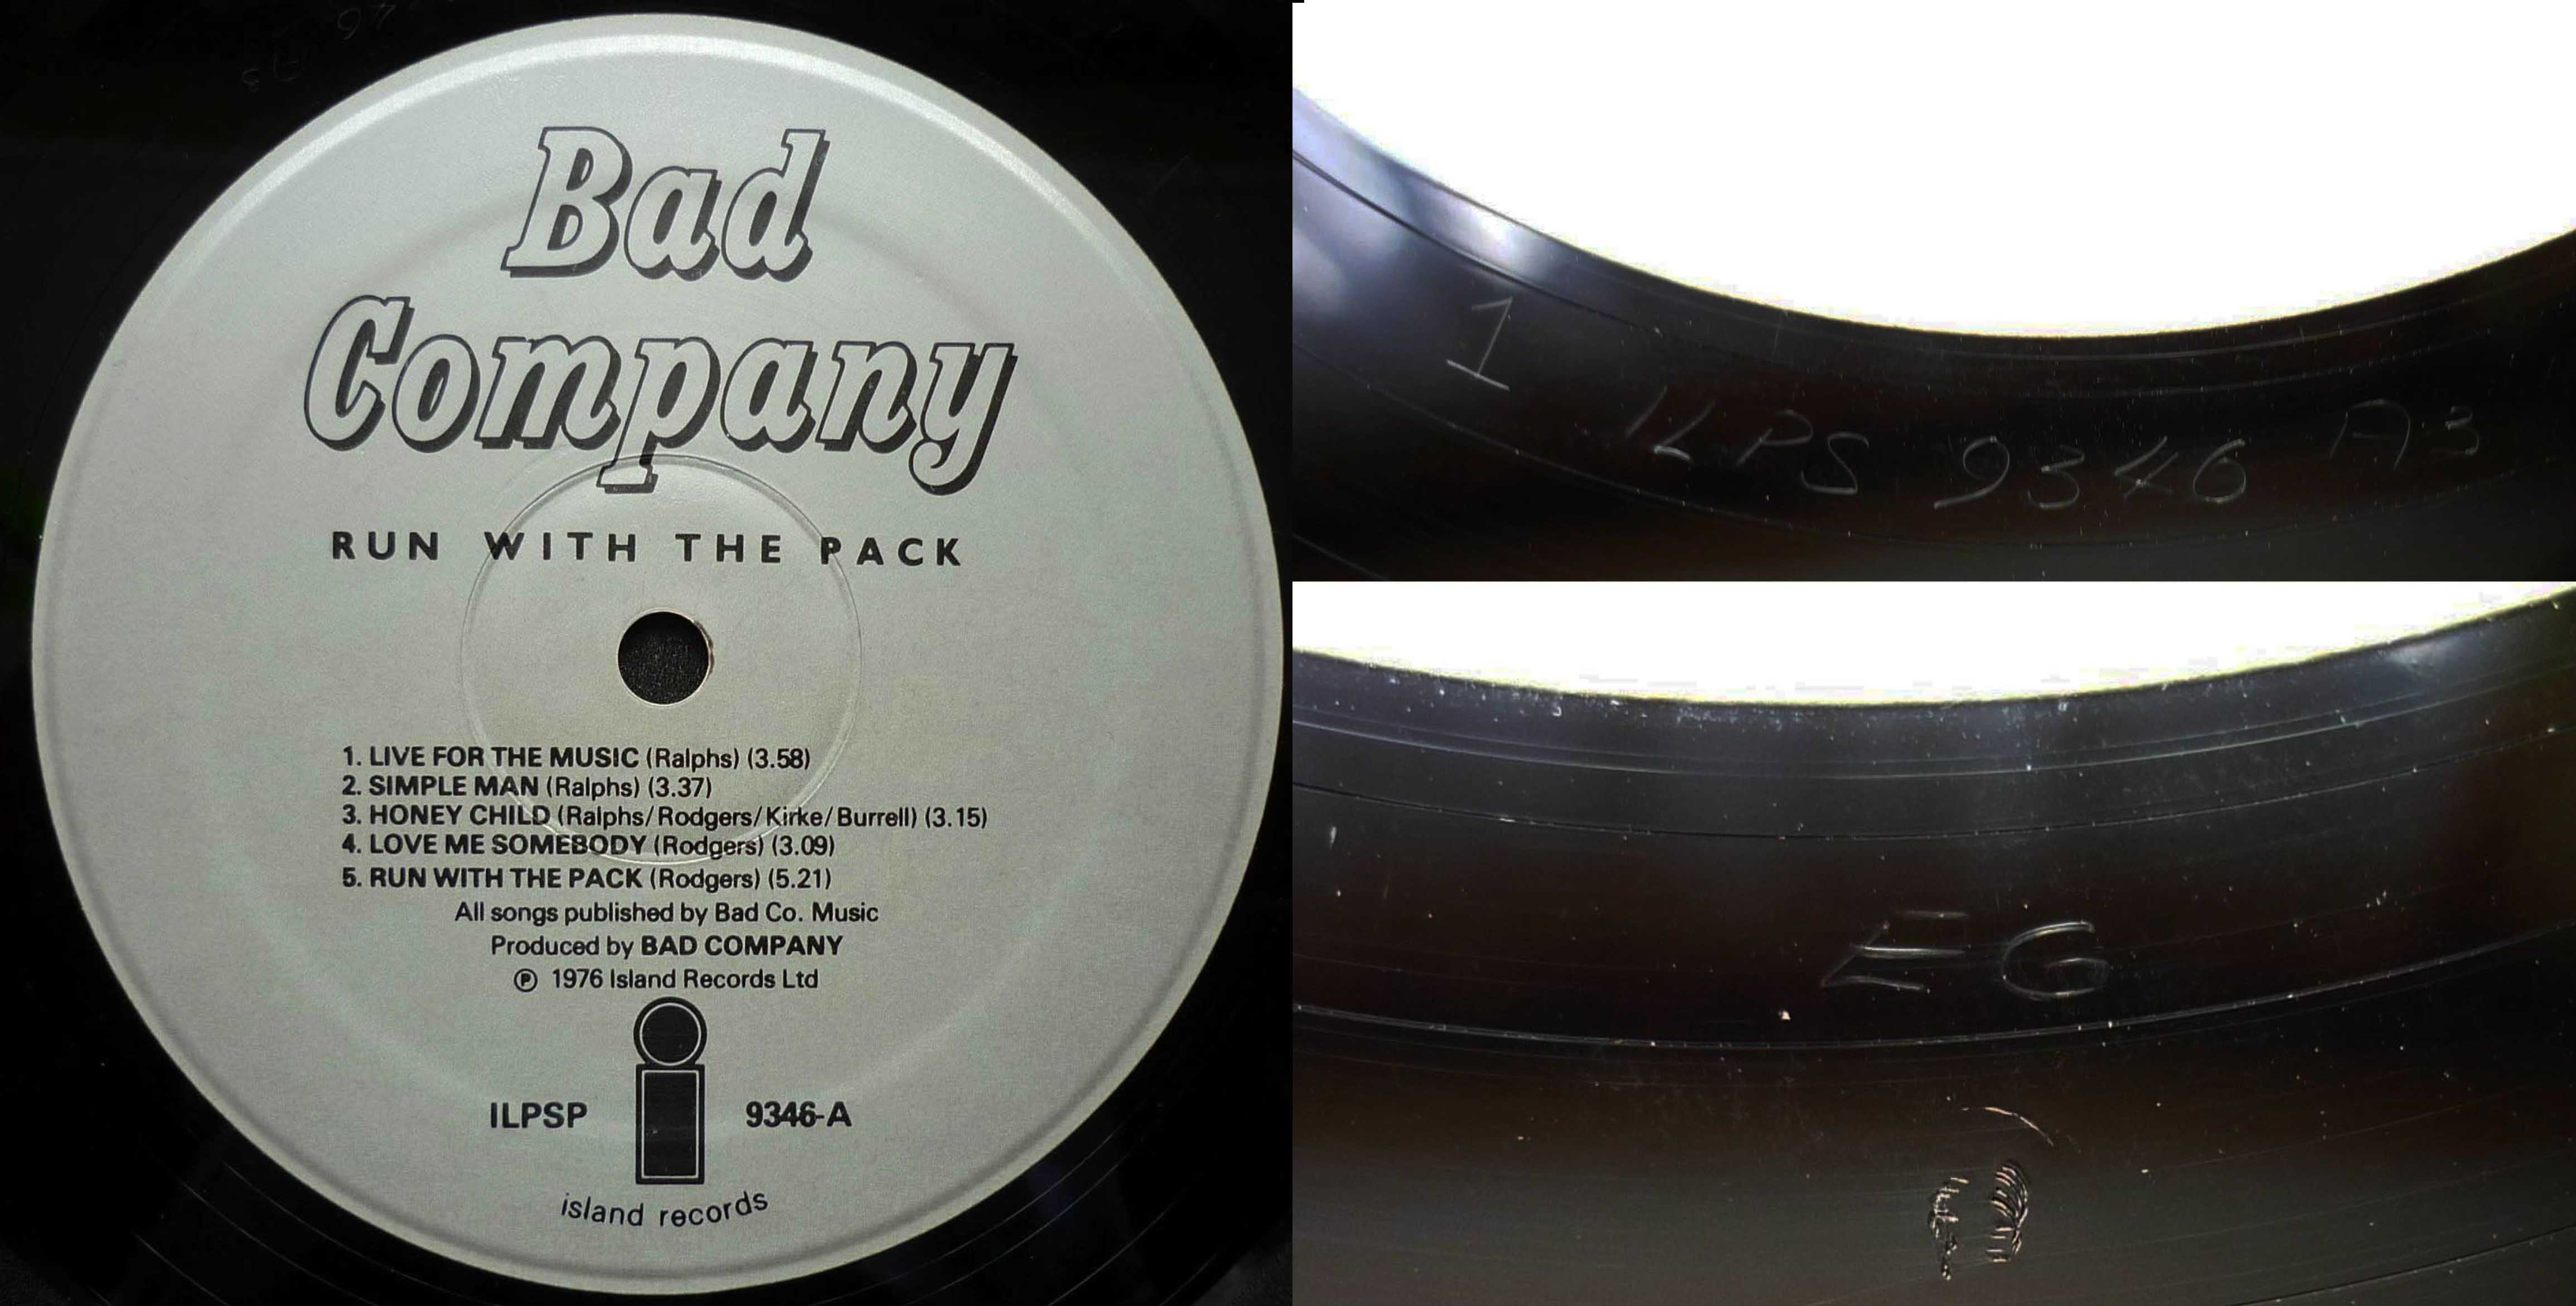 Bad
Company
RUN WITH THE PACK
1. LIVE FOR THE MUSIC (Ralphs) (3.58)
2. SIMPLE MAN (Ralphs) (3.37)
3. HONEY CHILD (Ralphs/Rodgers/Kirke/Burrell) (3.15)
4. LOVE ME SOMEBODY (Rodgers) (3.09)
5. RUN WITH THE PACK (Rodgers) (5.21)
All songs published by Bad Co. Music
Produced by BAD COMPANY
℗ 1976 Island Records Ltd
ILPSP 9346-A
island records
1 ILPS 9346 A3
EG